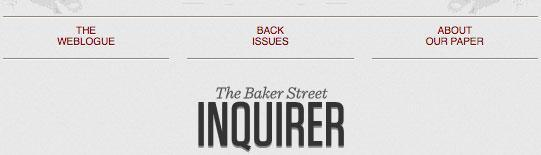 THE
WEBLOGUE
BACK
ISSUES
ABOUT
OUR PAPER
The Baker Street
INQUIRER